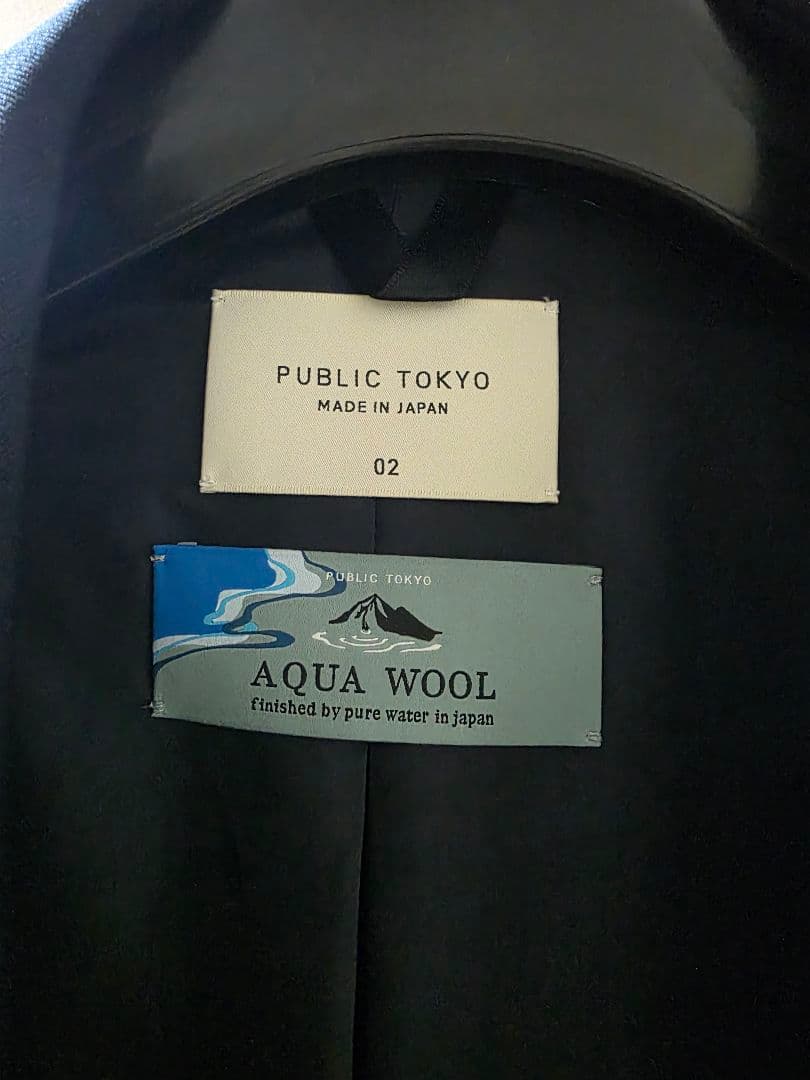 PUBLIC TOKYO
MADE IN JAPAN
02
PUBLIC TOKYO
AQUA WOOL
finished by pure water in japan